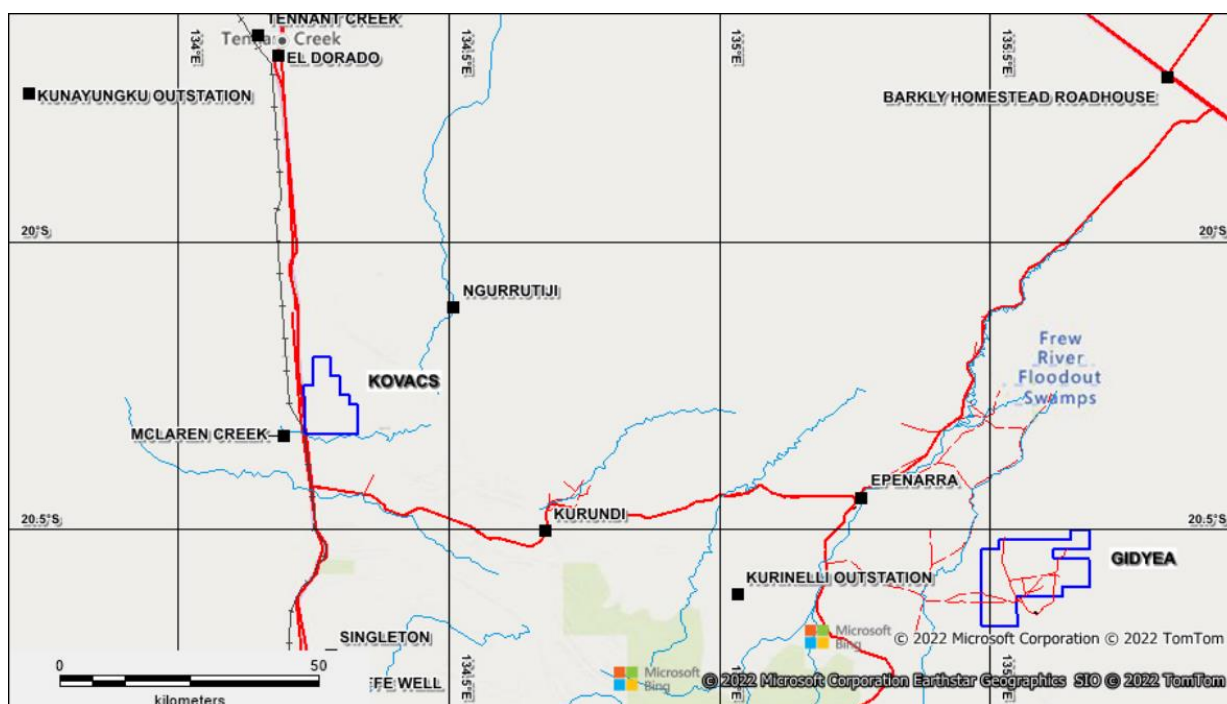 TENNANT CREEK
Tennant Creek
EL DORADO
KUNAYUNGKU OUTSTATION
BARKLY HOMESTEAD ROADHOUSE
134°E
134.5°E
135°E
135.5°E
20°S
20°S
NGURRUTIJI
KOVACS
MCLAREN CREEK
Frew
River
Floodout
Swamps
EPENARRA
KURUNDI
20.5°S
20.5°S
GIDYEA
KURINELLI OUTSTATION
SINGLETON
Microsoft
Bing
© 2022 Microsoft Corporation © 2022 TomTom
0
50
kilometers
FE WELL
134.5°E
Microsoft
Bing
© 2022 Microsoft Corporation Earthstar Geographics SIO © 2022 TomTom